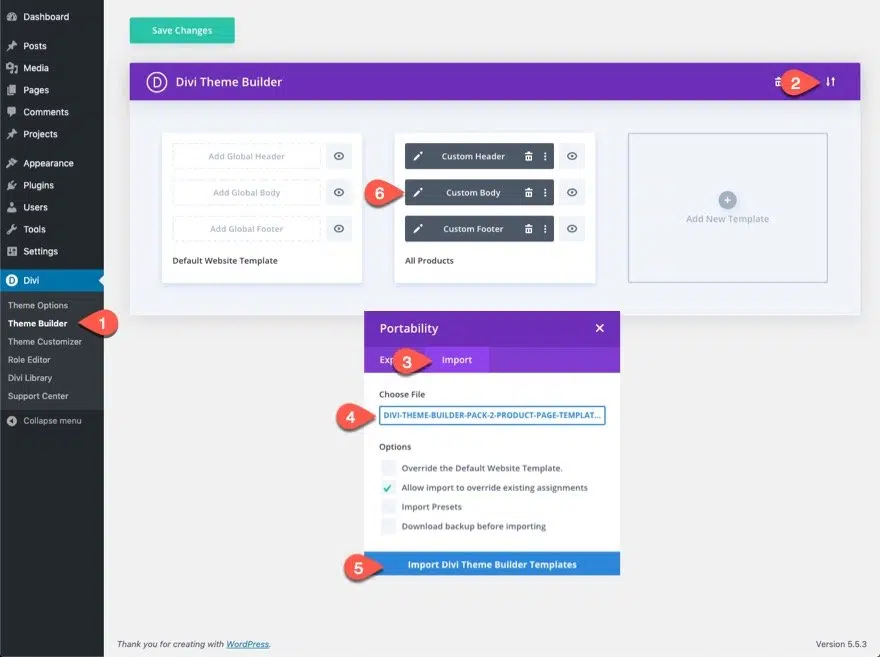 Dashboard
Posts
Media
Pages
Comments
Projects
Appearance
Plugins
Users
Tools
Settings
Divi
Theme Options
Theme Builder
Theme Customizer
Role Editor
Divi Library
Support Center
Collapse menu
1
Save Changes
D Divi Theme Builder
2
Add Global Header
Add Global Body
Add Global Footer
Default Website Template
Custom Header
6
Custom Body
Custom Footer
All Products
Add New Template
Portability
3
Import
Choose File
4
DIVI-THEME-BUILDER-PACK-2-PRODUCT-PAGE-TEMPLAT...
Options
Override the Default Website Template.
Allow import to override existing assignments
Import Presets
Download backup before importing
5
Import Divi Theme Builder Templates
Thank you for creating with WordPress.
Version 5.5.3